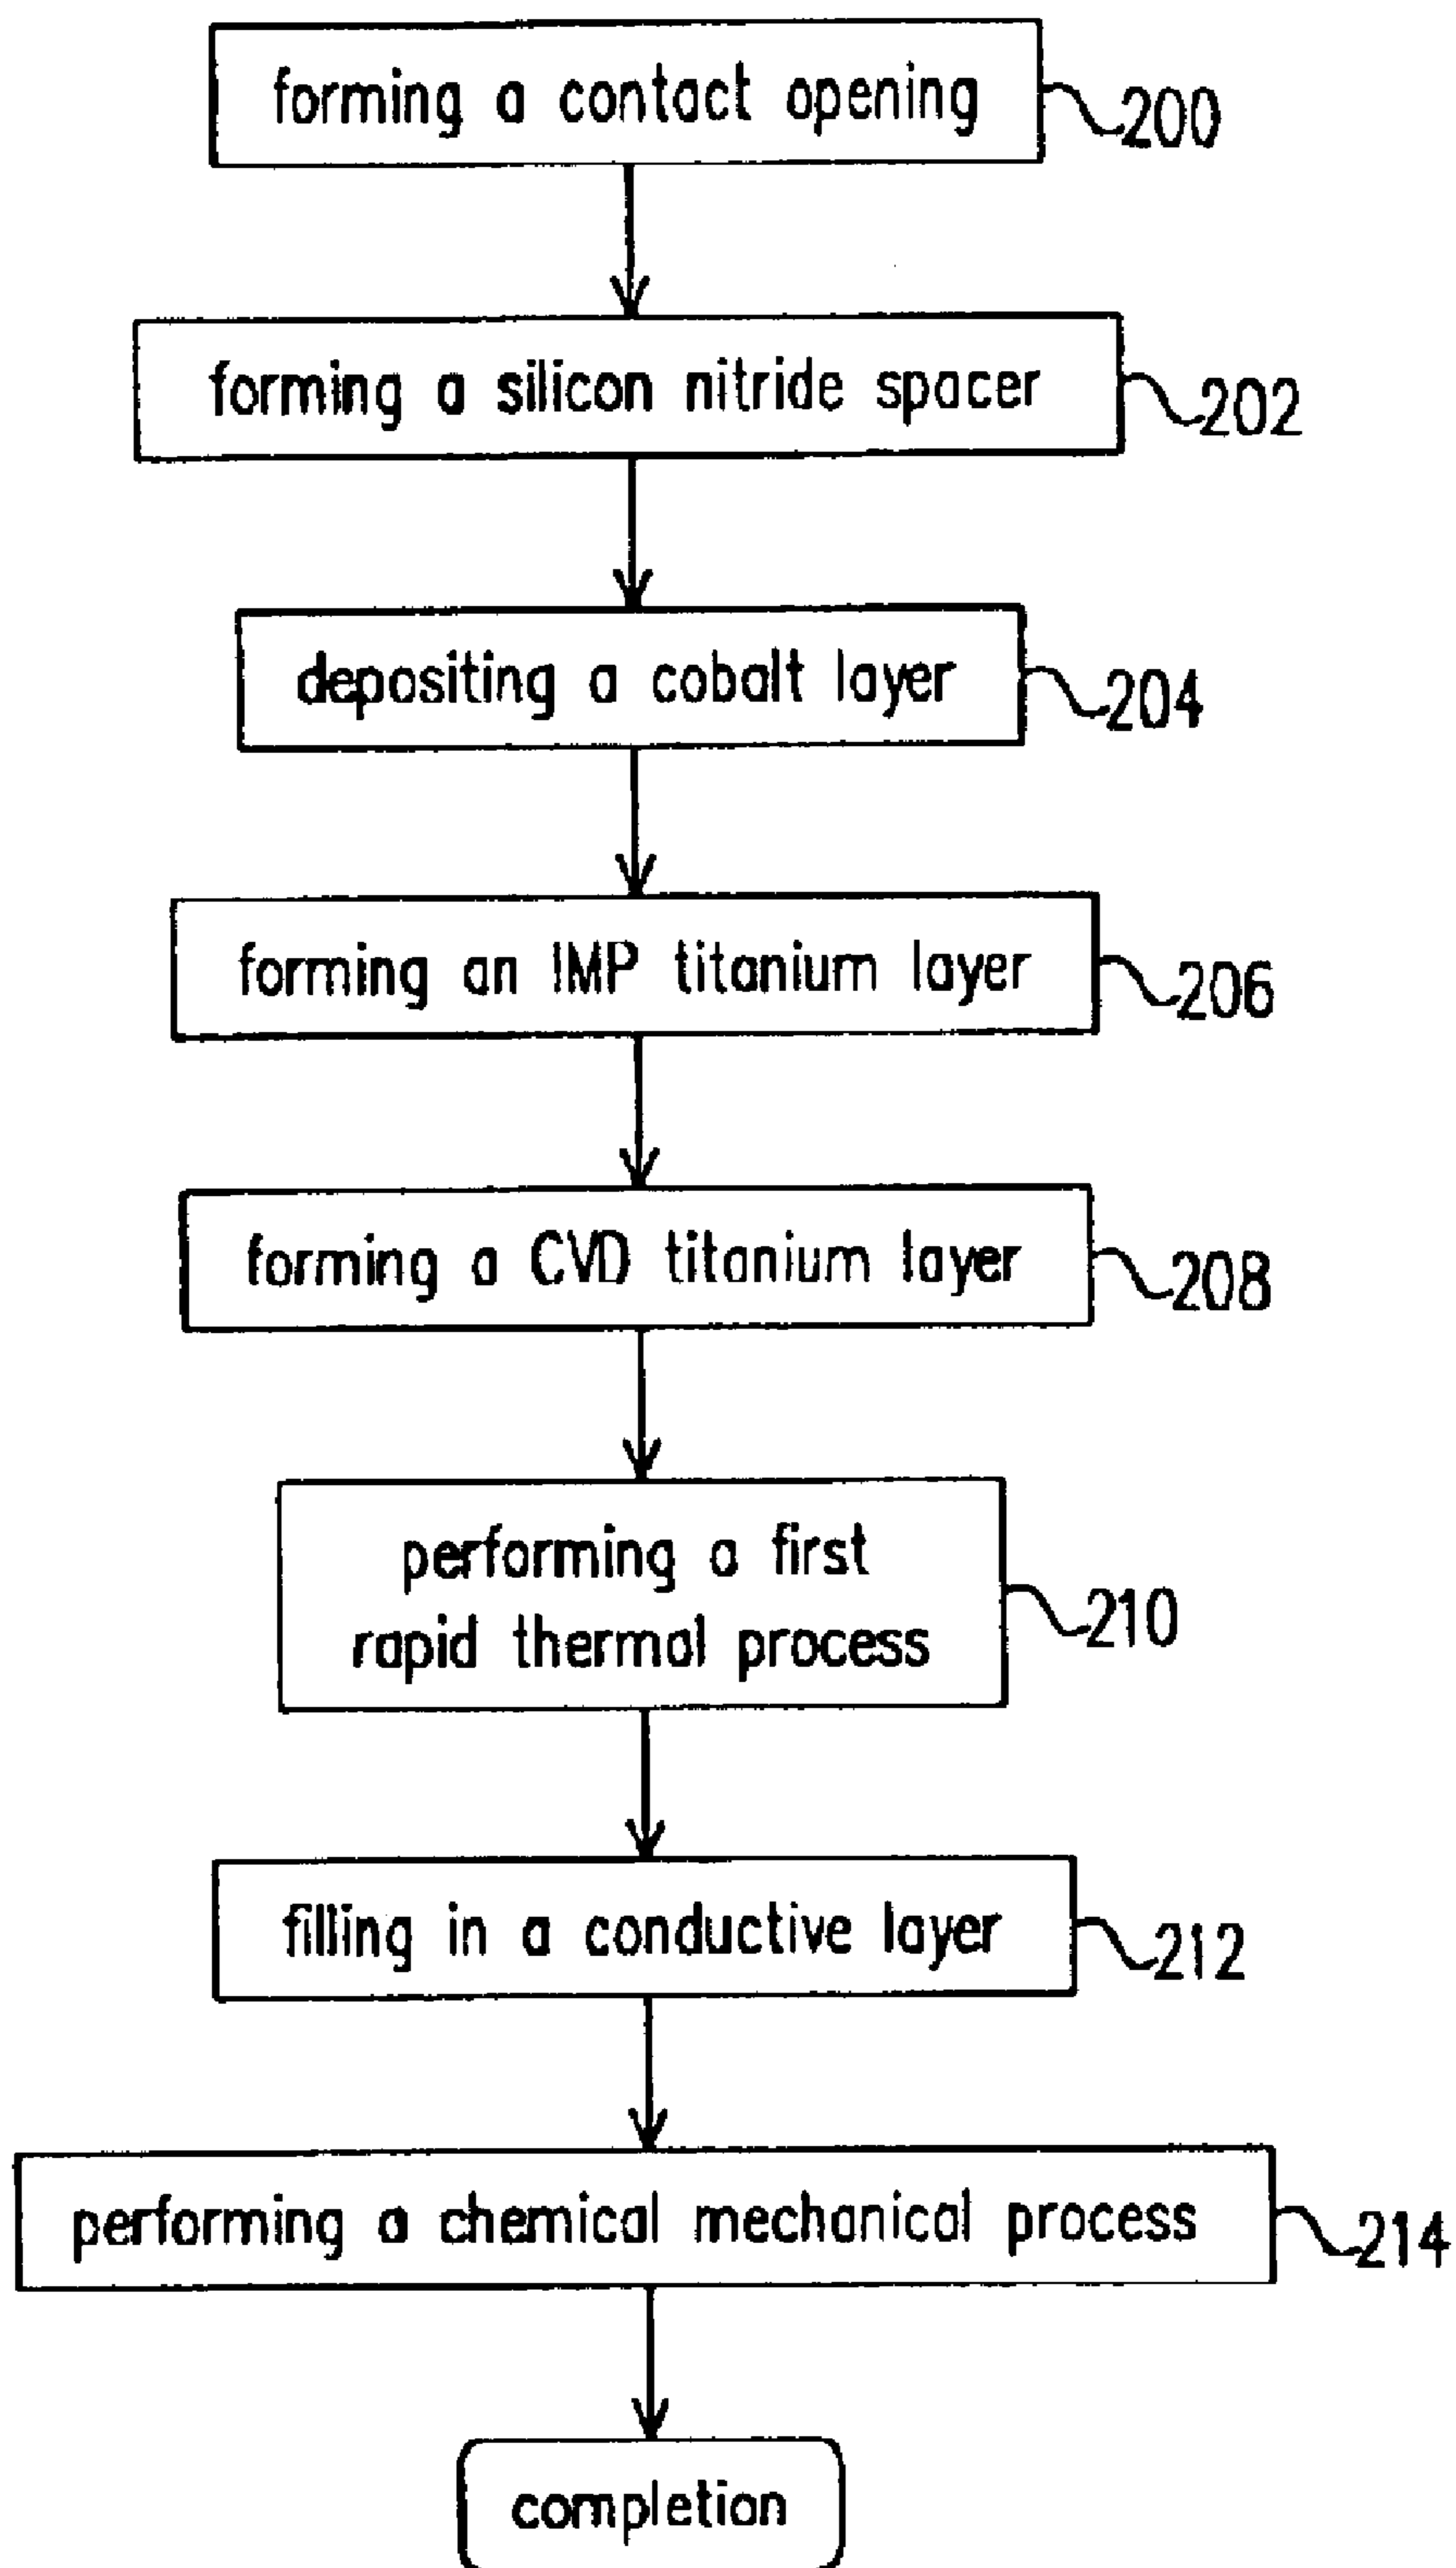 forming a contact opening
200
forming a silicon nitride spacer
202
depositing a cobalt layer
204
forming an IMP titanium layer
206
forming a CVD titanium layer
208
performing a first
rapid thermal process
210
filling in a conductive layer
212
performing a chemical mechanical process
214
completion